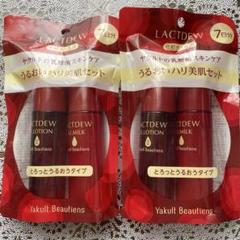 LACTDEW
7日分
ヤクルトの乳酸菌スキンケア
うるおいハリ美肌セット
LACTDEW
LOTION
LACTDEW
MILK
Yakult Beautiens
とろっとうるおうタイプ
Yakult Beautiens
LACTDEW
7日分
ヤクルトの乳酸菌スキンケア
うるおいハリ美肌セット
LACTDEW
LOTION
LACTDEW
MILK
Yakult Beautiens
とろっとうるおうタイプ
Yakult Beautiens